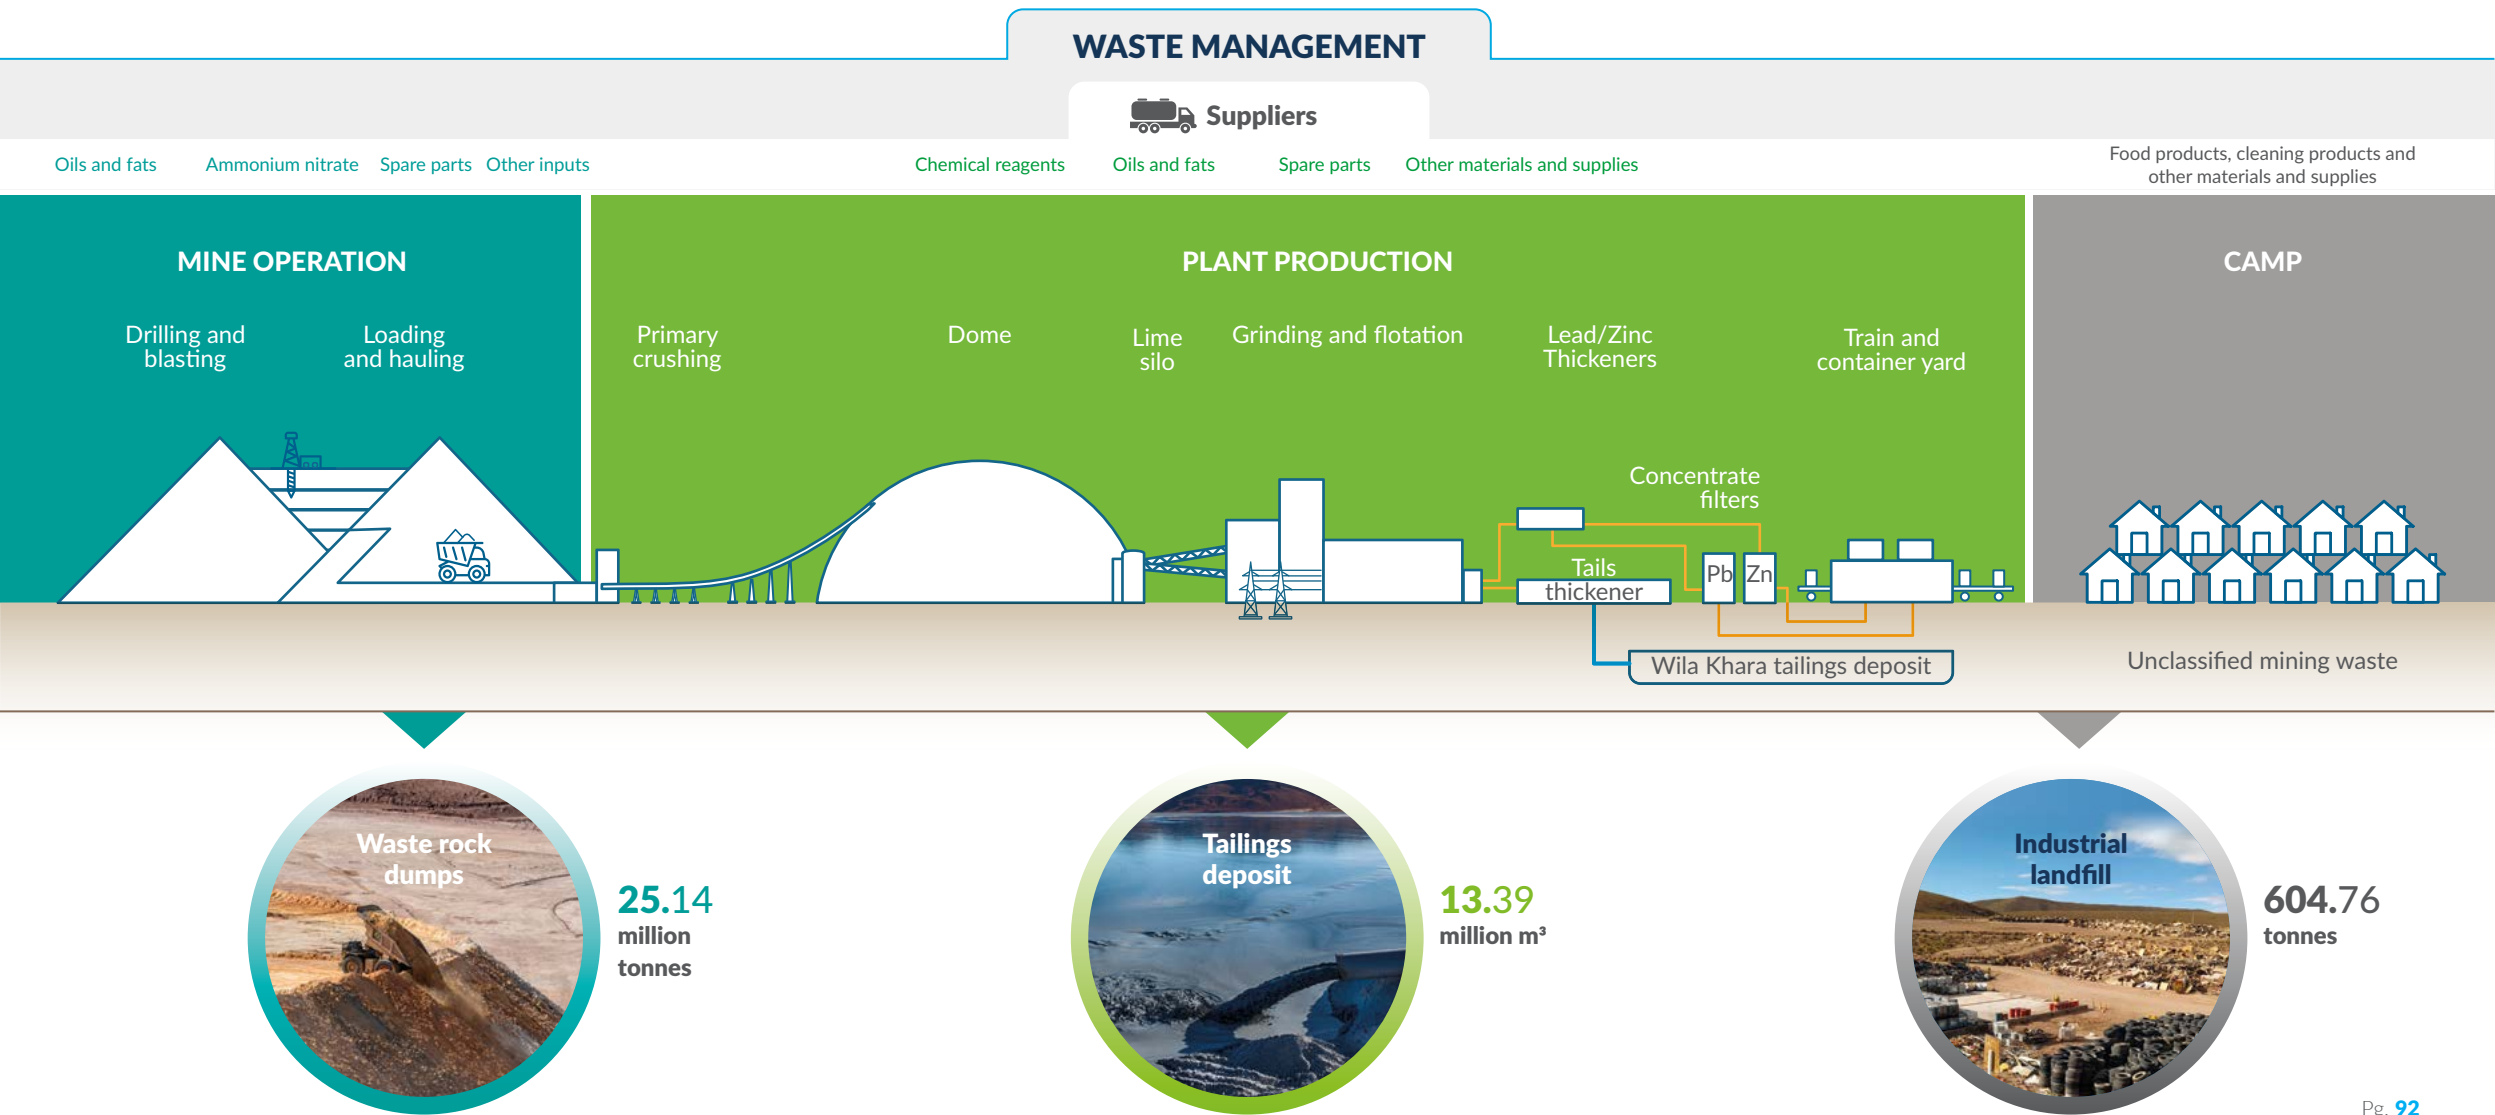 WASTE MANAGEMENT
Suppliers
Oils and fats
Ammonium nitrate
Spare parts
Other inputs
Chemical reagents
Oils and fats
Spare parts
Other materials and supplies
Food products, cleaning products and
other materials and supplies
MINE OPERATION
PLANT PRODUCTION
CAMP
Drilling and
blasting
Loading
and hauling
Primary
crushing
Dome
Lime
silo
Grinding and flotation
Lead/Zinc
Thickeners
Train and
container yard
Concentrate
filters
Tails
thickener
Pb
Zn
Wila Khara tailings deposit
Unclassified mining waste
Waste rock
dumps
25.14
million
tonnes
Tailings
deposit
13.39
million m³
Industrial
landfill
604.76
tonnes
Pg. 92